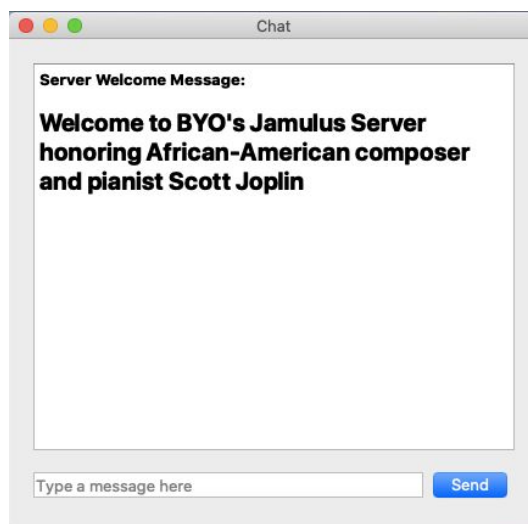 Chat
Server Welcome Message:
Welcome to BYO's Jamulus Server
honoring African-American composer
and pianist Scott Joplin
Type a message here
Send